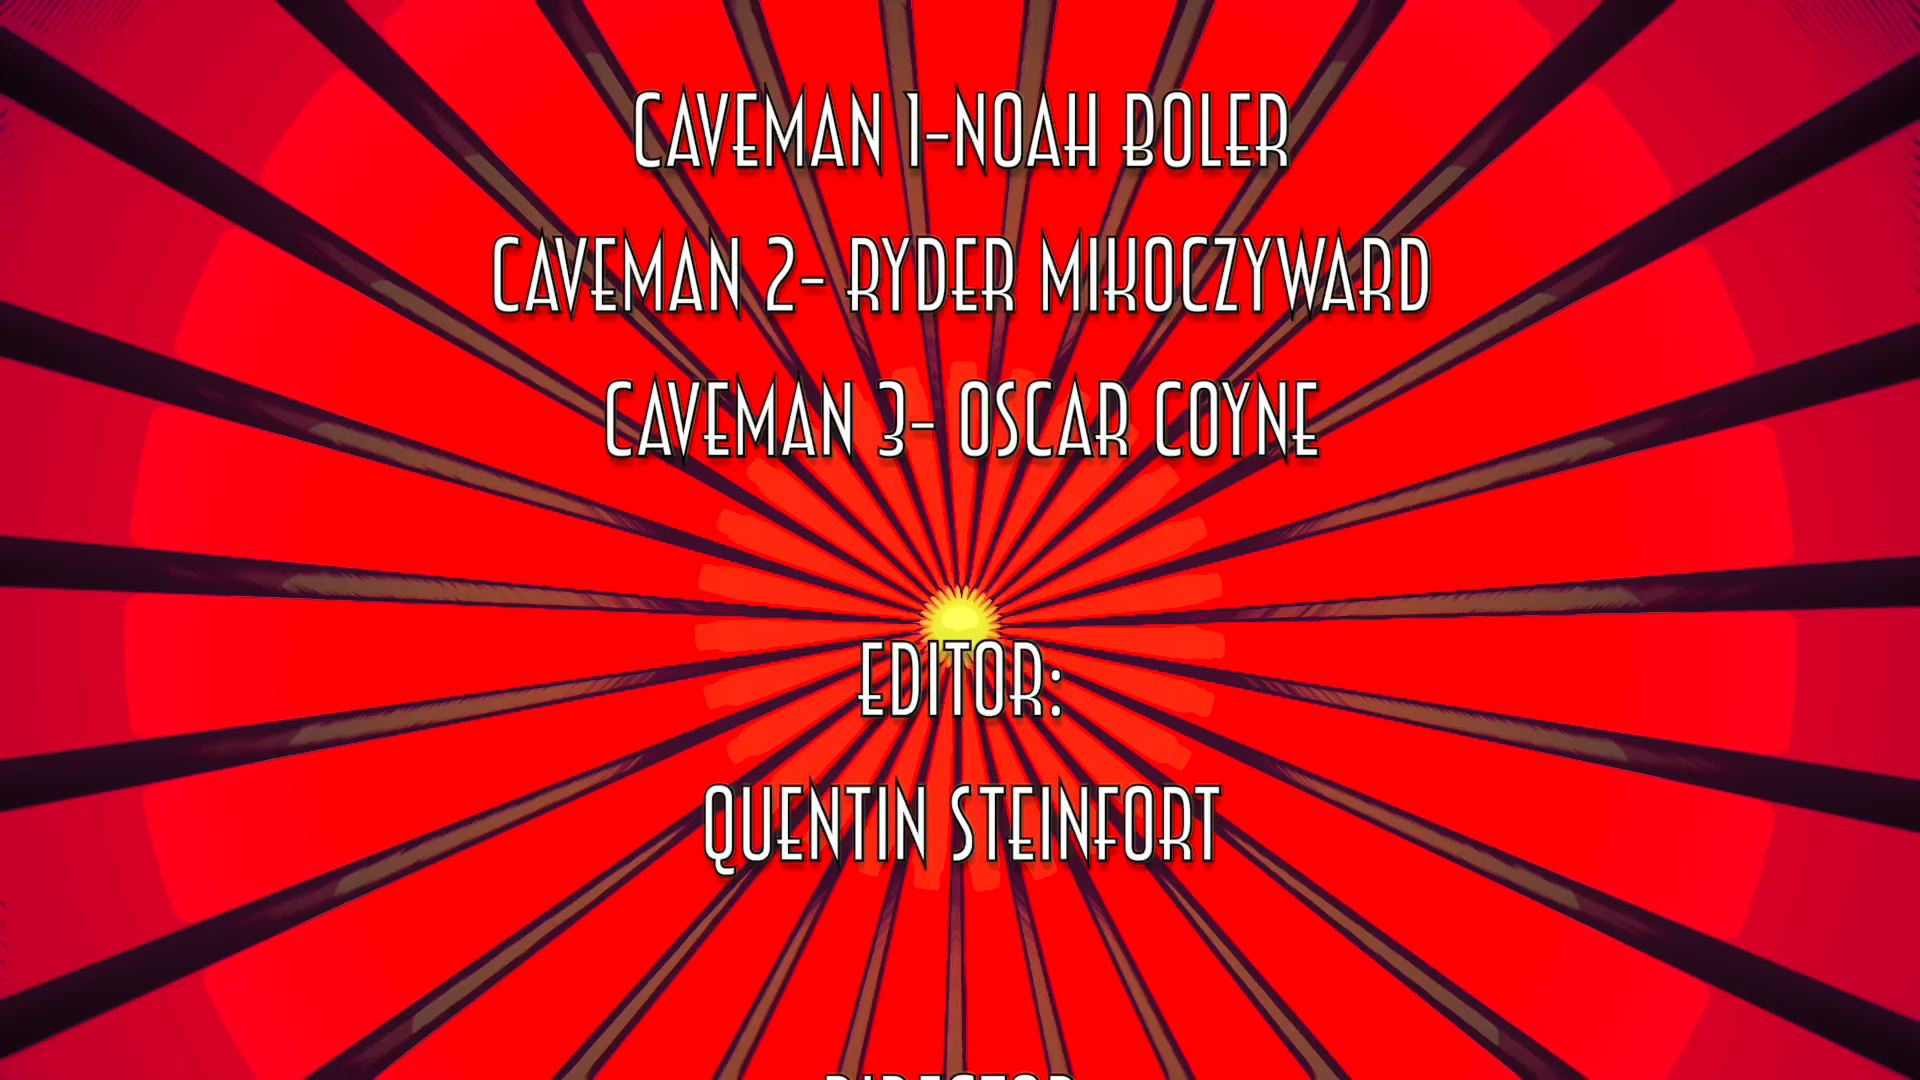 CAVEMAN 1-NOAH BOLER
CAVEMAN 2- RYDER MIKOCZYWARD
CAVEMAN 3- OSCAR COYNE
EDITOR:
QUENTIN STEINFORT